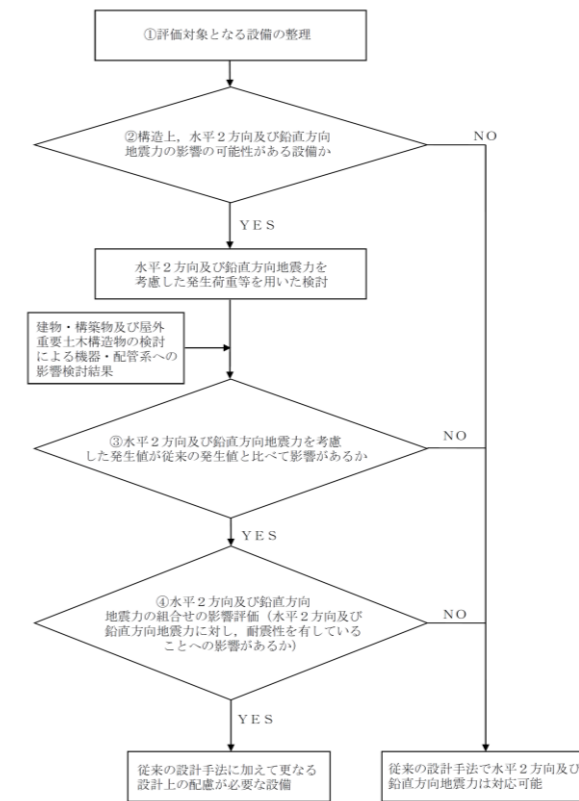 ①評価対象となる設備の整理
②構造上，水平２方向及び鉛直方向
地震力の影響の可能性がある設備か
ＮＯ
ＹＥＳ
水平２方向及び鉛直方向地震力を
考慮した発生荷重等を用いた検討
建物・構築物及び屋外
重要土木構造物の検討
による機器・配管系への
影響検討結果
③水平２方向及び鉛直方向地震力を考慮
した発生値が従来の発生値と比べて影響があるか
ＮＯ
ＹＥＳ
④水平２方向及び鉛直方向
地震力の組合せの影響評価（水平２方向及び
鉛直方向地震力に対し，耐震性を有している
ことへの影響があるか）
ＮＯ
ＹＥＳ
従来の設計手法に加えて更なる
設計上の配慮が必要な設備
従来の設計手法で水平２方向及び
鉛直方向地震力は対応可能